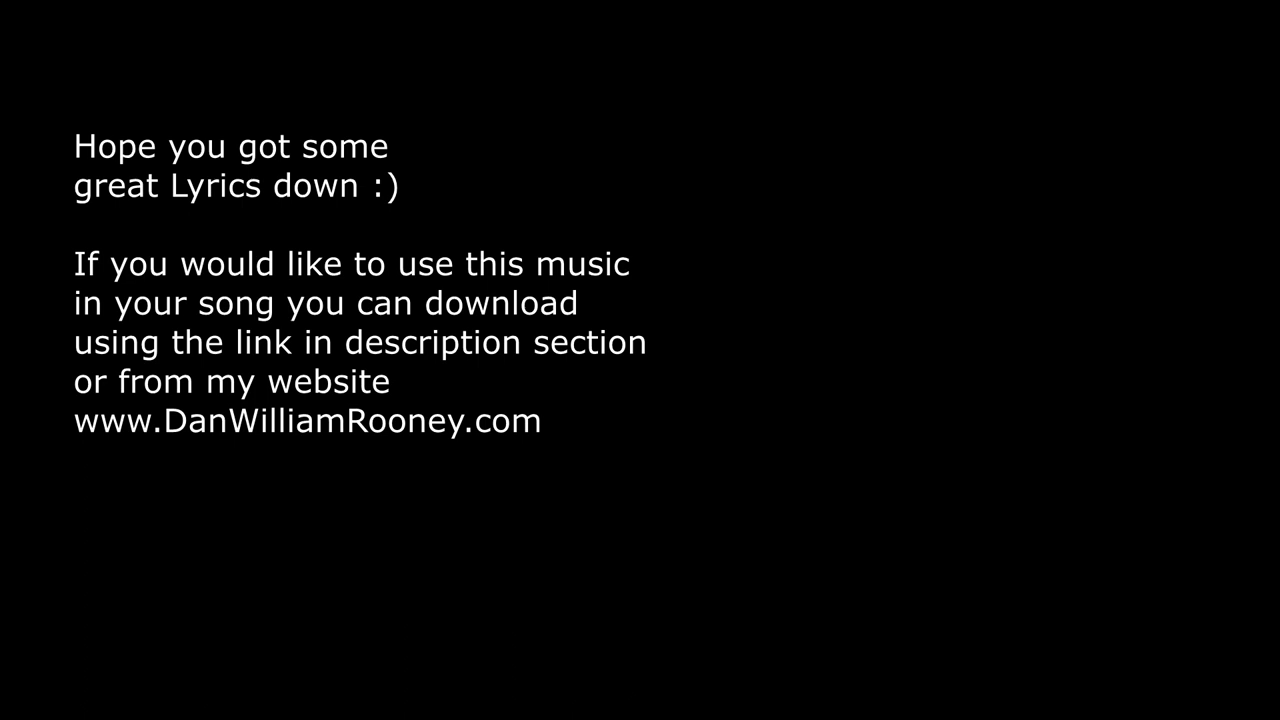 Hope you got some
great Lyrics down :)
If you would like to use this music
in your song you can download
using the link in description section
or from my website
www.DanWilliamRooney.com